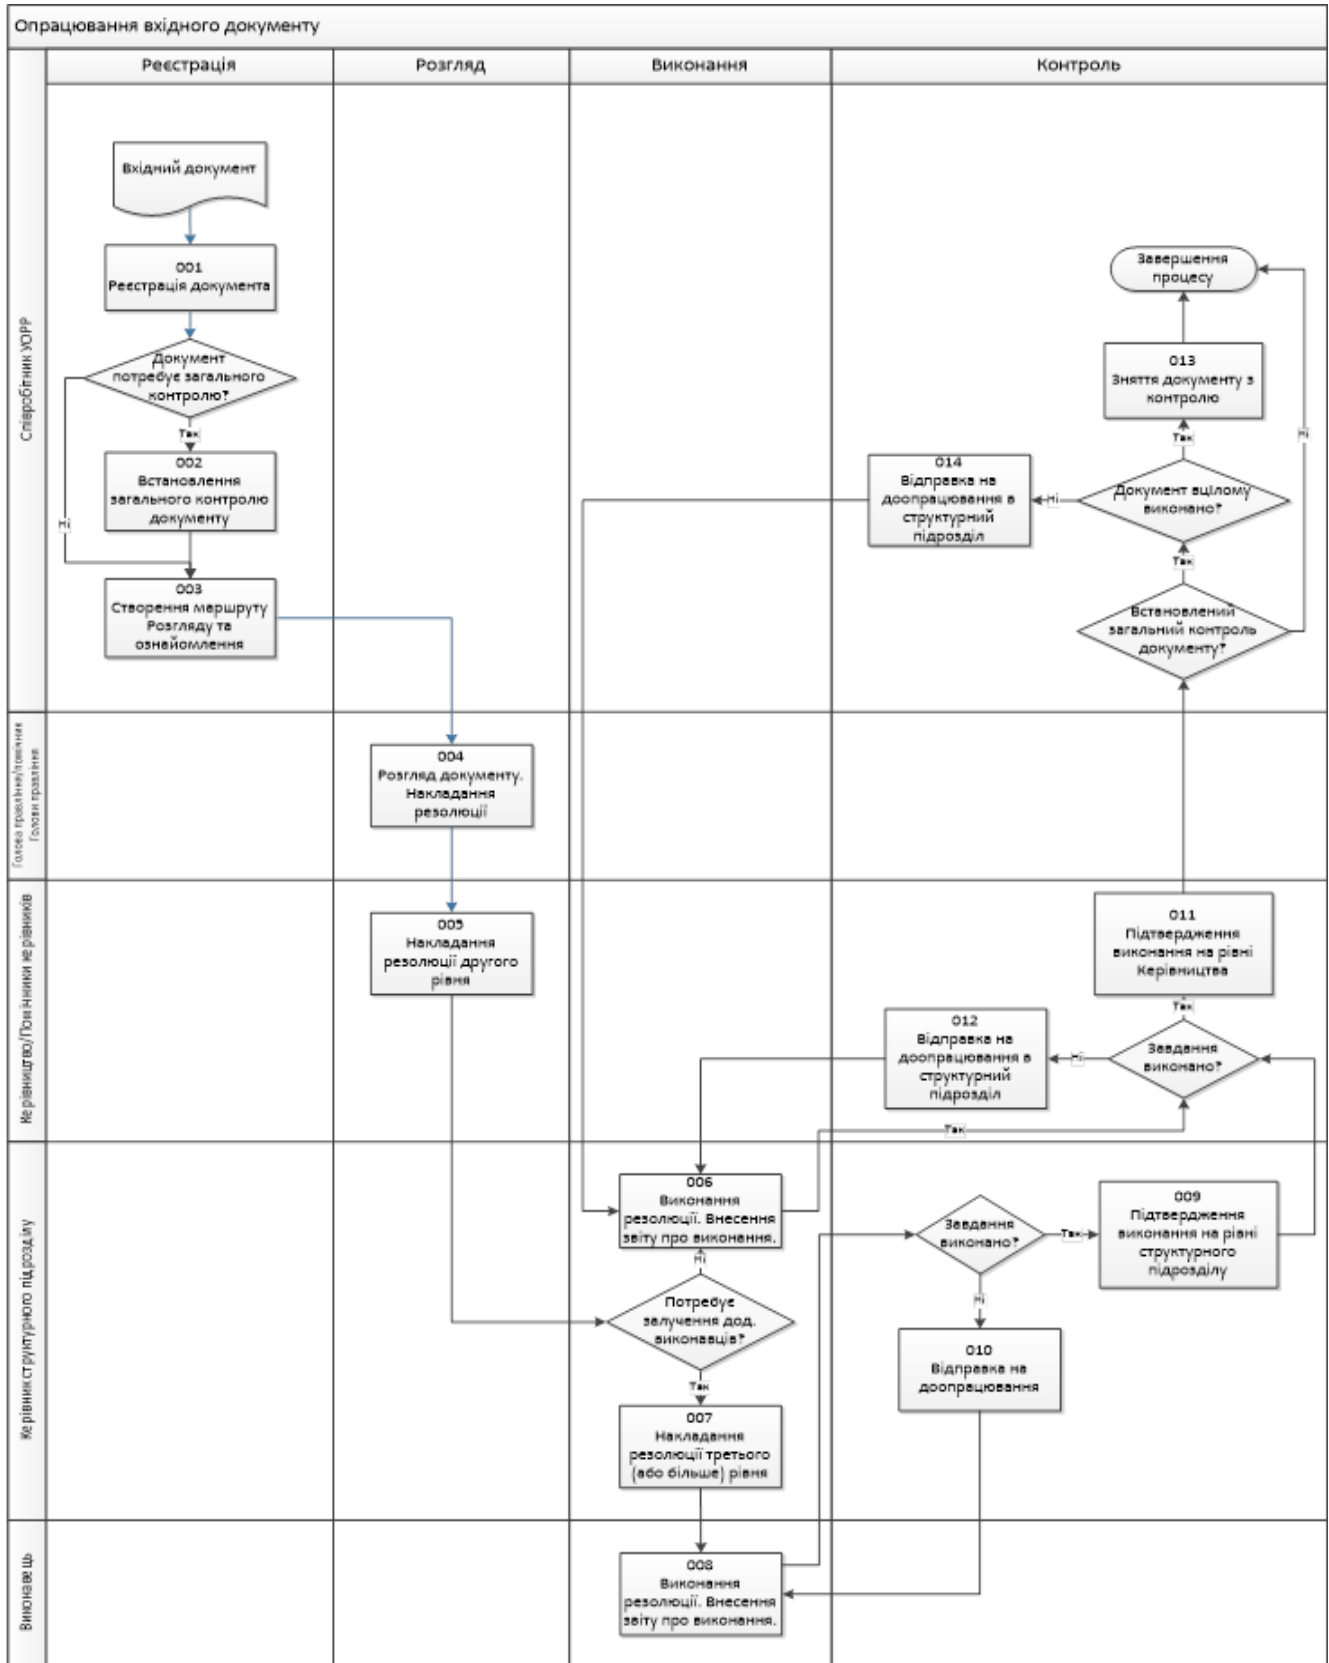 Опрацювання вхідного документу
Реєстрація
Розгляд
Виконання
Контроль
Співробітник УОРР
Вхідний документ
001
Реєстрація документа
Документ
потребує загального
контролю?
Так
Ні
002
Встановлення
загального контролю
документу
003
Створення маршруту
Розгляду та
ознайомлення
Завершення
процесу
013
Зняття документу з
контролю
Так
Ні
014
Відправка на
доопрацювання в
структурний
підрозділ
Ні
Документ вцілому
виконано?
Так
Встановлений
загальний контроль
документу?
Голова правління/помічник
Голови правління
004
Розгляд документу.
Накладання
резолюції
Керівництво/Помічники керівників
005
Накладання
резолюції другого
рівня
011
Підтвердження
виконання на рівні
Керівництва
Так
012
Відправка на
доопрацювання в
структурний
підрозділ
Ні
Завдання
виконано?
Так
Керівник структурного підрозділу
006
Виконання
резолюції. Внесення
звіту про виконання.
Ні
Завдання
виконано?
Так
009
Підтвердження
виконання на рівні
структурного
підрозділу
Ні
Потребує
залучення дод.
виконавців?
Так
010
Відправка на
доопрацювання
007
Накладання
резолюції третього
(або більше) рівня
Виконавець
008
Виконання
резолюції. Внесення
звіту про виконання.